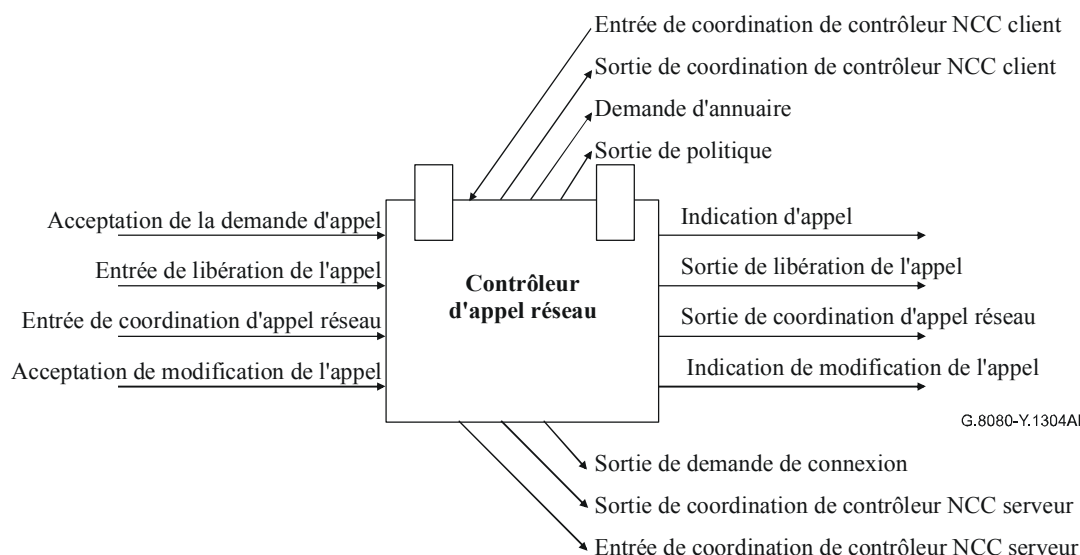 Entrée de coordination de contrôleur NCC client
Sortie de coordination de contrôleur NCC client
Demande d'annuaire
Sortie de politique
Acceptation de la demande d'appel
Entrée de libération de l'appel
Entrée de coordination d'appel réseau
Acceptation de modification de l'appel
Contrôleur
d'appel réseau
Indication d'appel
Sortie de libération de l'appel
Sortie de coordination d'appel réseau
Indication de modification de l'appel
G.8080-Y.1304A
Sortie de demande de connexion
Sortie de coordination de contrôleur NCC serveur
Entrée de coordination de contrôleur NCC serveur